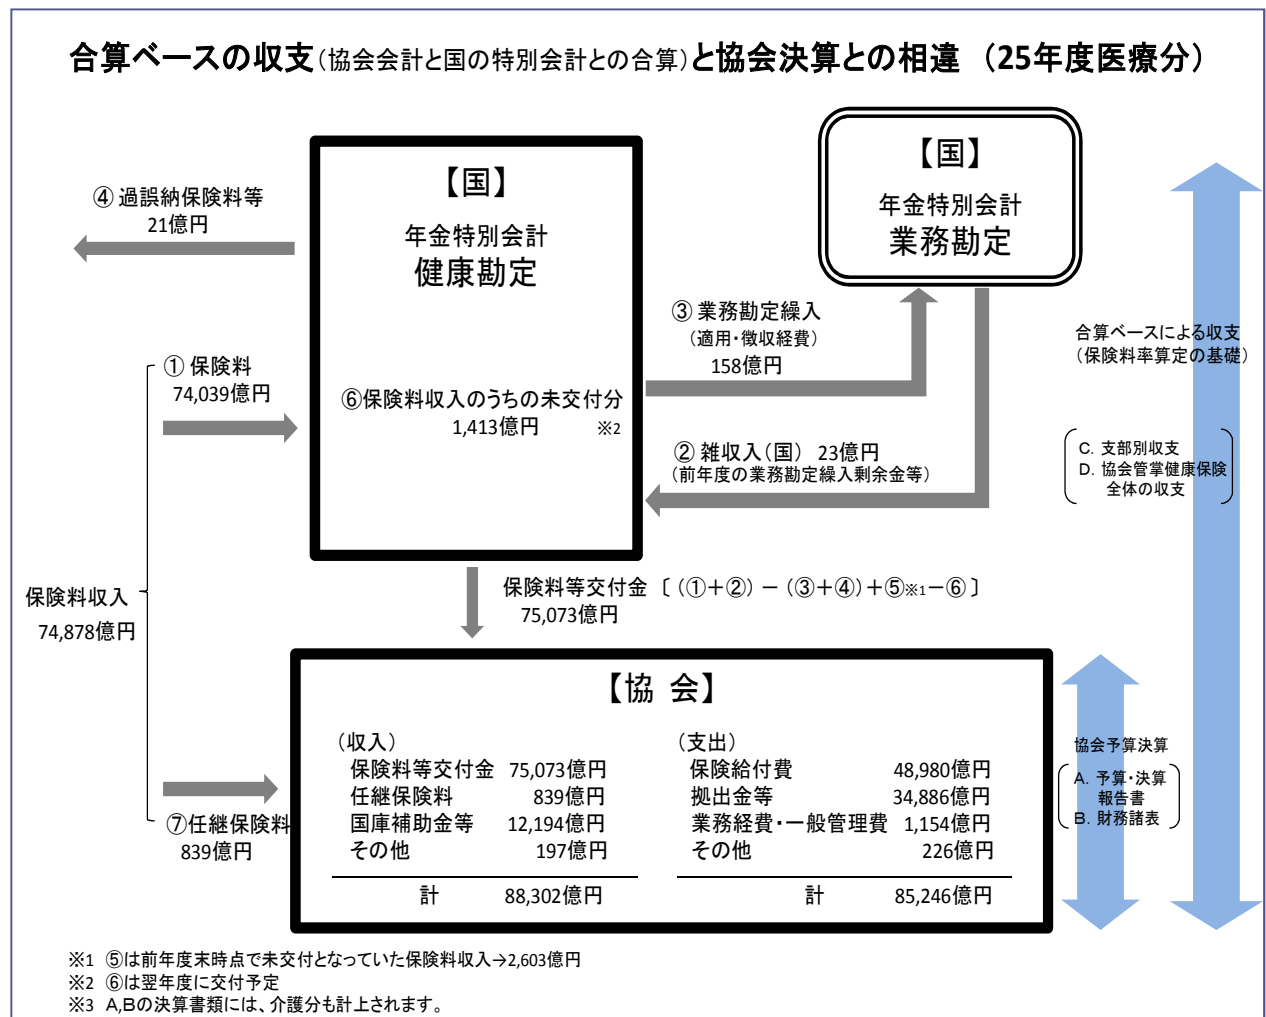 合算ベースの収支(協会会計と国の特別会計との合算)と協会決算との相違 (25年度医療分)
【国】
年金特別会計
健康勘定
【国】
年金特別会計
業務勘定
④ 過誤納保険料等
21億円
③ 業務勘定繰入
(適用・徴収経費)
158億円
合算ベースによる収支
(保険料率算定の基礎)
① 保険料
74,039億円
⑥保険料収入のうちの未交付分
1,413億円 ※2
② 雑収入(国) 23億円
(前年度の業務勘定繰入剰余金等)
C. 支部別収支
D. 協会管掌健康保険
全体の収支
保険料収入
74,878億円
保険料等交付金 〔(①+②)-(③+④)+⑤※1-⑥〕
75,073億円
【協 会】
(収入)
保険料等交付金 75,073億円
任継保険料 839億円
国庫補助金等 12,194億円
その他 197億円
計 88,302億円
(支出)
保険給付費 48,980億円
拠出金等 34,886億円
業務経費・一般管理費 1,154億円
その他 226億円
計 85,246億円
協会予算決算
A. 予算・決算
報告書
B. 財務諸表
⑦任継保険料
839億円
※1 ⑤は前年度末時点で未交付となっていた保険料収入→2,603億円
※2 ⑥は翌年度に交付予定
※3 A,Bの決算書類には、介護分も計上されます。